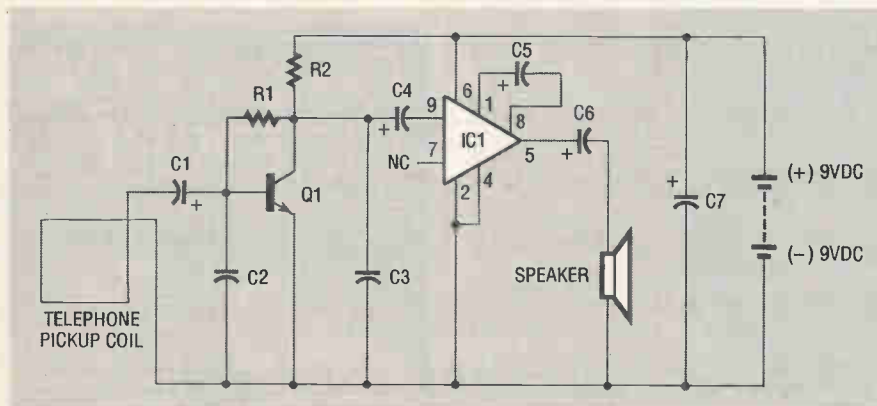 R2
C5
R1
C4
6
1
+
C6
9
8
+
IC1
5
+
(+) 9VDC
C1
7
NC
+
+
Q1
4
2
C7
C2
C3
SPEAKER
(−) 9VDC
TELEPHONE
PICKUP COIL